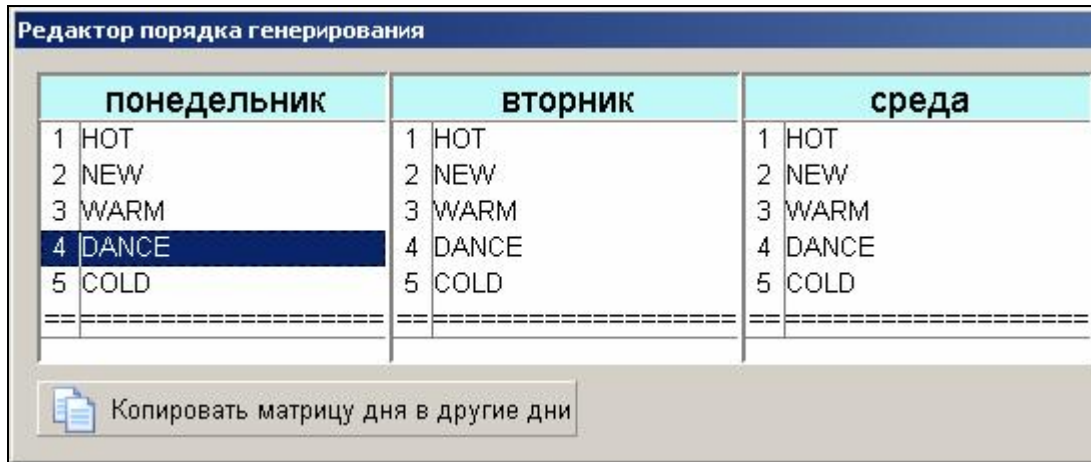 Редактор порядка генерирования
понедельник вторник среда
1 HOT 1 HOT 1 HOT
2 NEW 2 NEW 2 NEW
3 WARM 3 WARM 3 WARM
4 DANCE 4 DANCE 4 DANCE
5 COLD 5 COLD 5 COLD
== =================== == =================== == ===================
Копировать матрицу дня в другие дни